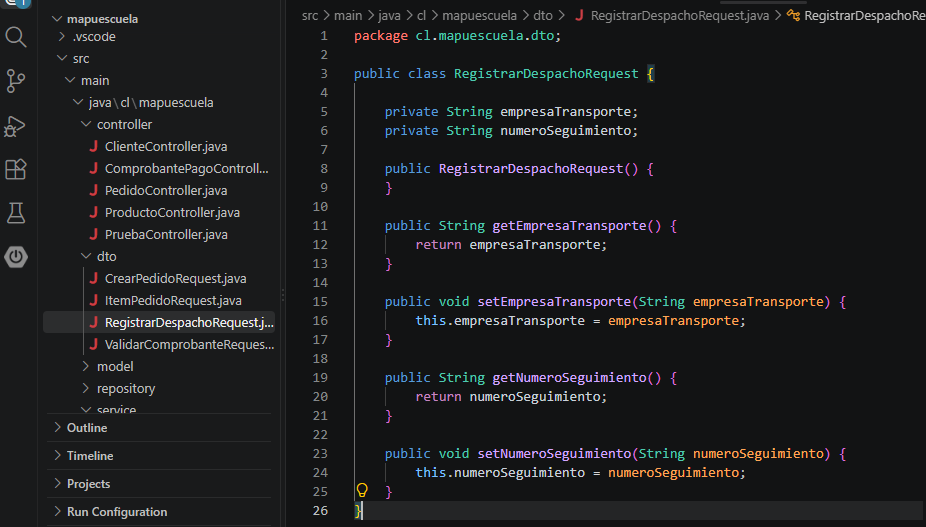 mapuescuela
.vscode
src
main
java\cl\mapuescuela
controller
ClienteController.java
ComprobantePagoControll...
PedidoController.java
ProductoController.java
PruebaController.java
dto
CrearPedidoRequest.java
ItemPedidoRequest.java
RegistrarDespachoRequest.j...
ValidarComprobanteReques...
model
repository
service
Outline
Timeline
Projects
Run Configuration
src > main > java > cl > mapuescuela > dto > J RegistrarDespachoRequest.java > RegistrarDespachoRe
1 package cl.mapuescuela.dto;
2
3 public class RegistrarDespachoRequest {
4
5     private String empresaTransporte;
6     private String numeroSeguimiento;
7
8     public RegistrarDespachoRequest() {
9     }
10
11     public String getEmpresaTransporte() {
12         return empresaTransporte;
13     }
14
15     public void setEmpresaTransporte(String empresaTransporte) {
16         this.empresaTransporte = empresaTransporte;
17     }
18
19     public String getNumeroSeguimiento() {
20         return numeroSeguimiento;
21     }
22
23     public void setNumeroSeguimiento(String numeroSeguimiento) {
24         this.numeroSeguimiento = numeroSeguimiento;
25     }
26 }